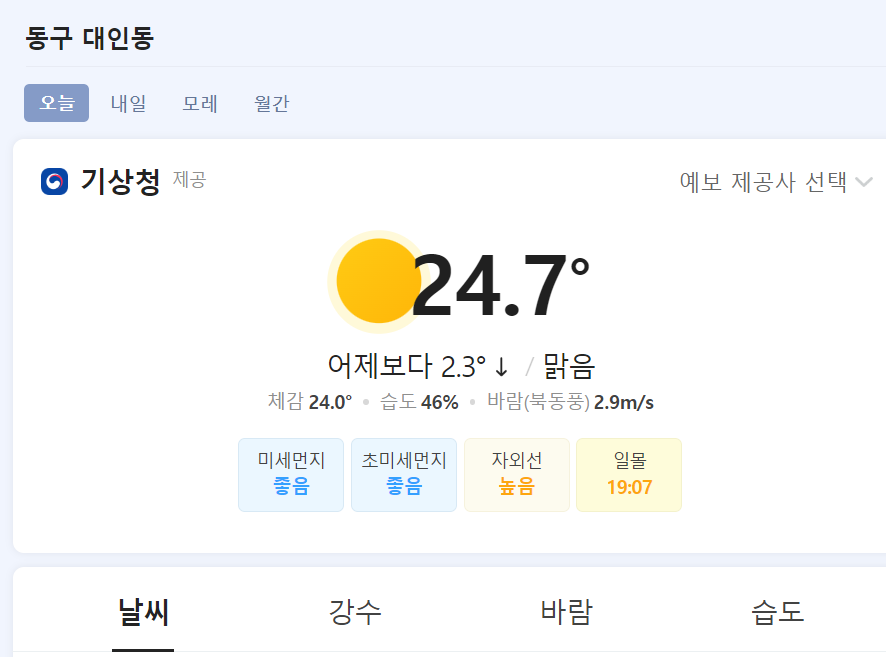 동구 대인동
오늘 내일 모레 월간
기상청 제공 예보 제공사 선택
24.7°
어제보다 2.3° ↓ / 맑음
체감 24.0° • 습도 46% • 바람(북동풍) 2.9m/s
미세먼지 초미세먼지 자외선 일몰
좋음 좋음 높음 19:07
날씨 강수 바람 습도